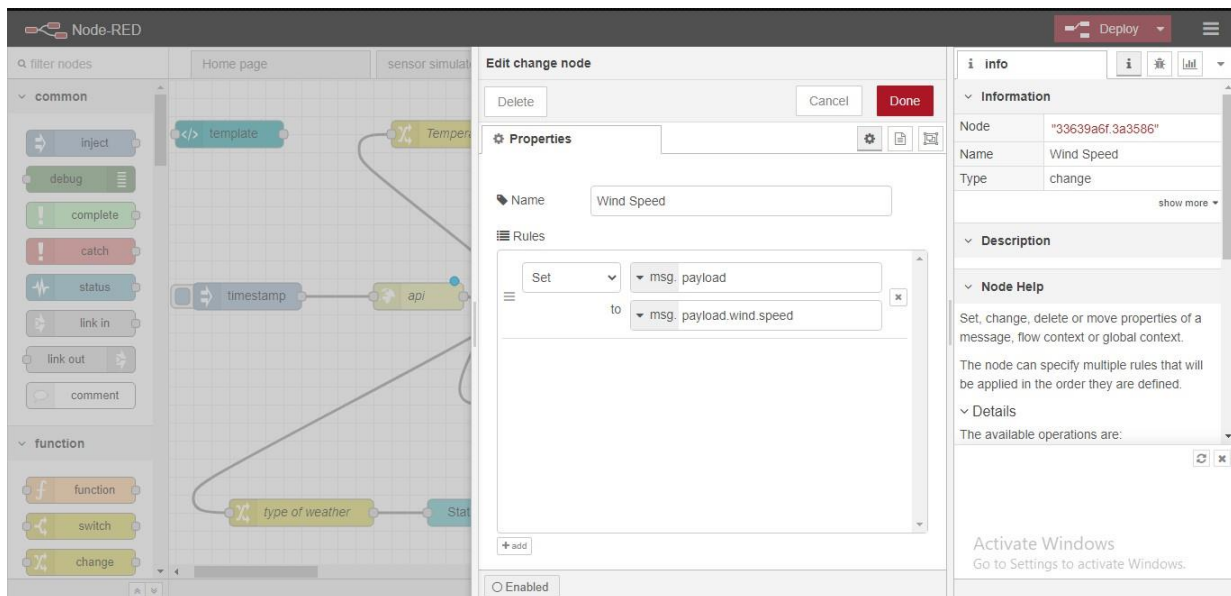 Node-RED
Deploy
filter nodes
Home page
sensor simulat
common
inject
debug
complete
catch
status
link in
link out
comment
function
function
switch
change
template
Temper
timestamp
api
type of weather
Stat
Edit change node
Delete
Cancel
Done
Properties
Name
Wind Speed
Rules
Set
msg. payload
to
msg. payload.wind.speed
+ add
Enabled
i info
i
Information
Node "33639a6f.3a3586"
Name Wind Speed
Type change
show more
Description
Node Help
Set, change, delete or move properties of a
message, flow context or global context.
The node can specify multiple rules that will
be applied in the order they are defined.
Details
The available operations are:
Activate Windows
Go to Settings to activate Windows.